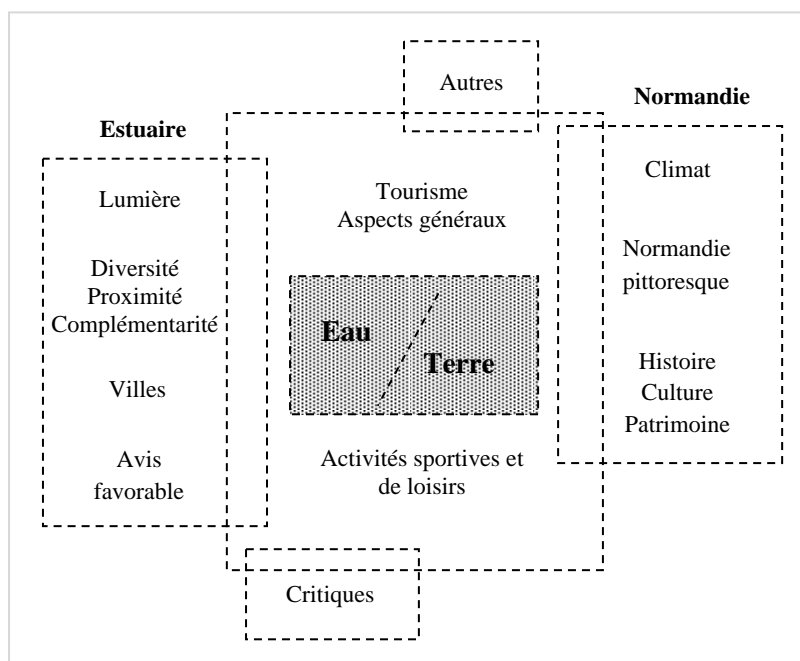 Autres
Estuaire
Lumière
Diversité
Proximité
Complémentarité
Villes
Avis
favorable
Tourisme
Aspects généraux
Eau
Terre
Activités sportives et
de loisirs
Normandie
Climat
Normandie
pittoresque
Histoire
Culture
Patrimoine
Critiques